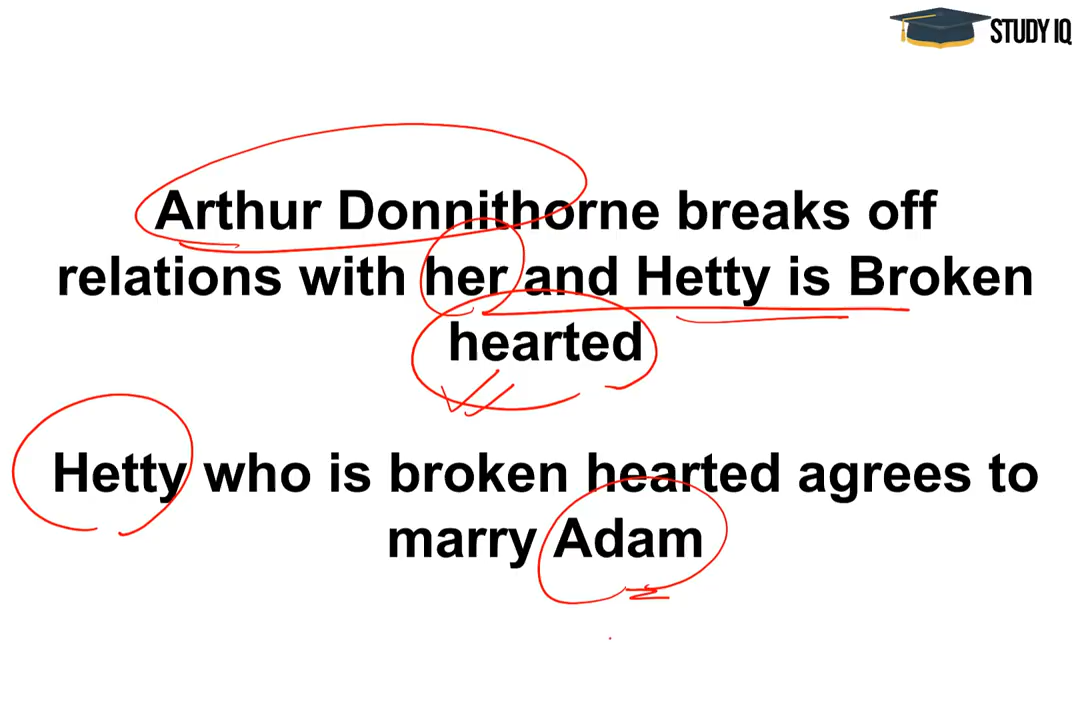 STUDY IQ
Arthur Donnithorne breaks off
relations with her and Hetty is Broken
hearted
Hetty who is broken hearted agrees to
marry Adam